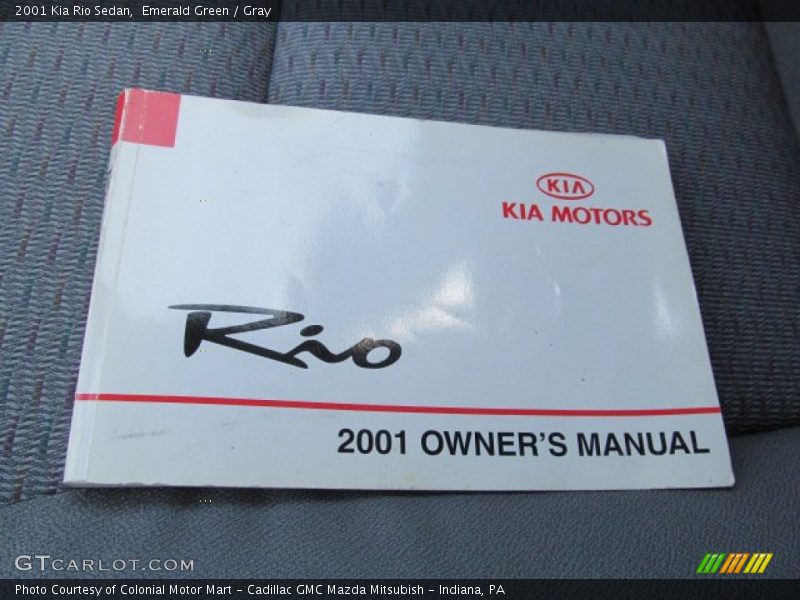 2001 Kia Rio Sedan,  Emerald Green / Gray
KIA
KIA MOTORS
Rio
2001 OWNER'S MANUAL
GTCARLOT.COM
Photo Courtesy of Colonial Motor Mart - Cadillac GMC Mazda Mitsubish - Indiana, PA